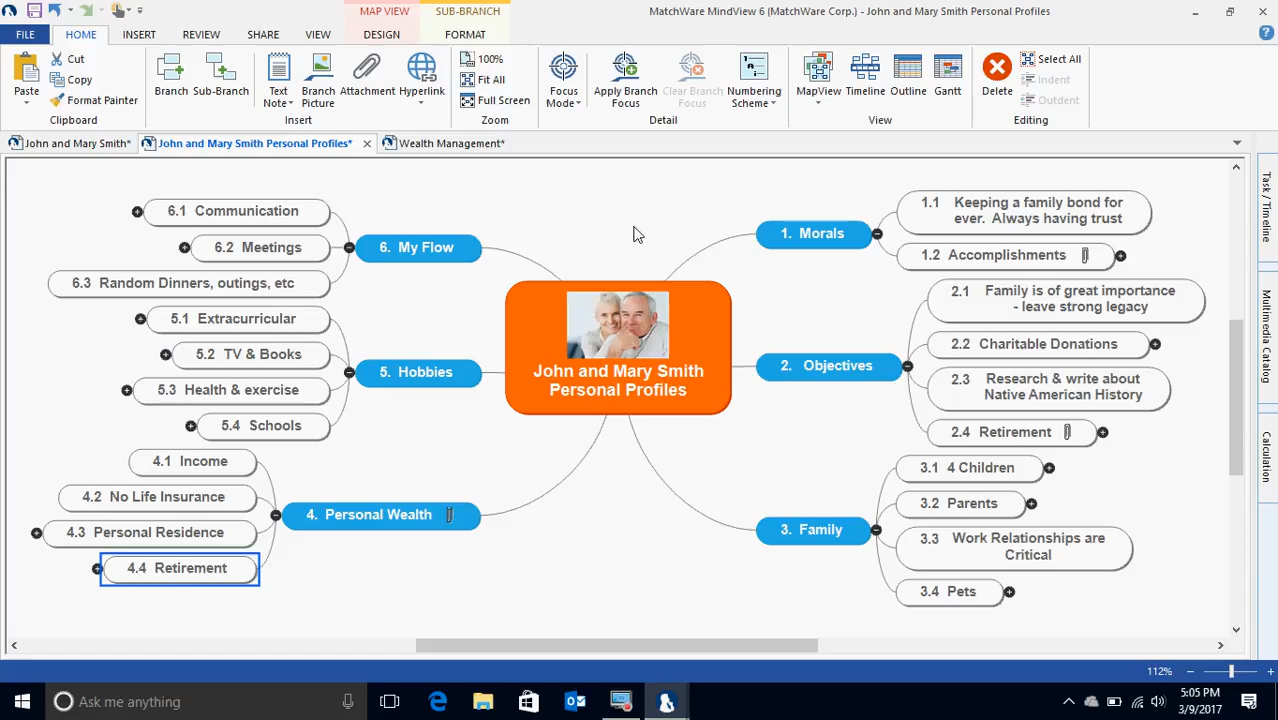 MAP VIEW SUB-BRANCH MatchWare MindView 6 (MatchWare Corp.) - John and Mary Smith Personal Profiles
FILE HOME INSERT REVIEW SHARE VIEW DESIGN FORMAT
Paste
Cut
Copy
Format Painter
Clipboard
Branch
Sub-Branch
Text
Note
Branch
Picture
Attachment
Hyperlink
Insert
100%
Fit All
Full Screen
Zoom
Focus
Mode
Apply Branch
Focus
Clear Branch
Focus
Numbering
Scheme
Detail
MapView
Timeline
Outline
Gantt
View
Delete
Select All
Indent
Outdent
Editing
John and Mary Smith* John and Mary Smith Personal Profiles* Wealth Management*
6.1 Communication
6.2 Meetings
6.3 Random Dinners, outings, etc
6. My Flow
5.1 Extracurricular
5.2 TV & Books
5.3 Health & exercise
5.4 Schools
5. Hobbies
4.1 Income
4.2 No Life Insurance
4.3 Personal Residence
4.4 Retirement
4. Personal Wealth
John and Mary Smith
Personal Profiles
1. Morals
1.1 Keeping a family bond for
ever. Always having trust
1.2 Accomplishments
2. Objectives
2.1 Family is of great importance
- leave strong legacy
2.2 Charitable Donations
2.3 Research & write about
Native American History
2.4 Retirement
3. Family
3.1 4 Children
3.2 Parents
3.3 Work Relationships are
Critical
3.4 Pets
Task / Timeline
Multimedia Catalog
Calculation
112%
Ask me anything
5:05 PM
3/9/2017